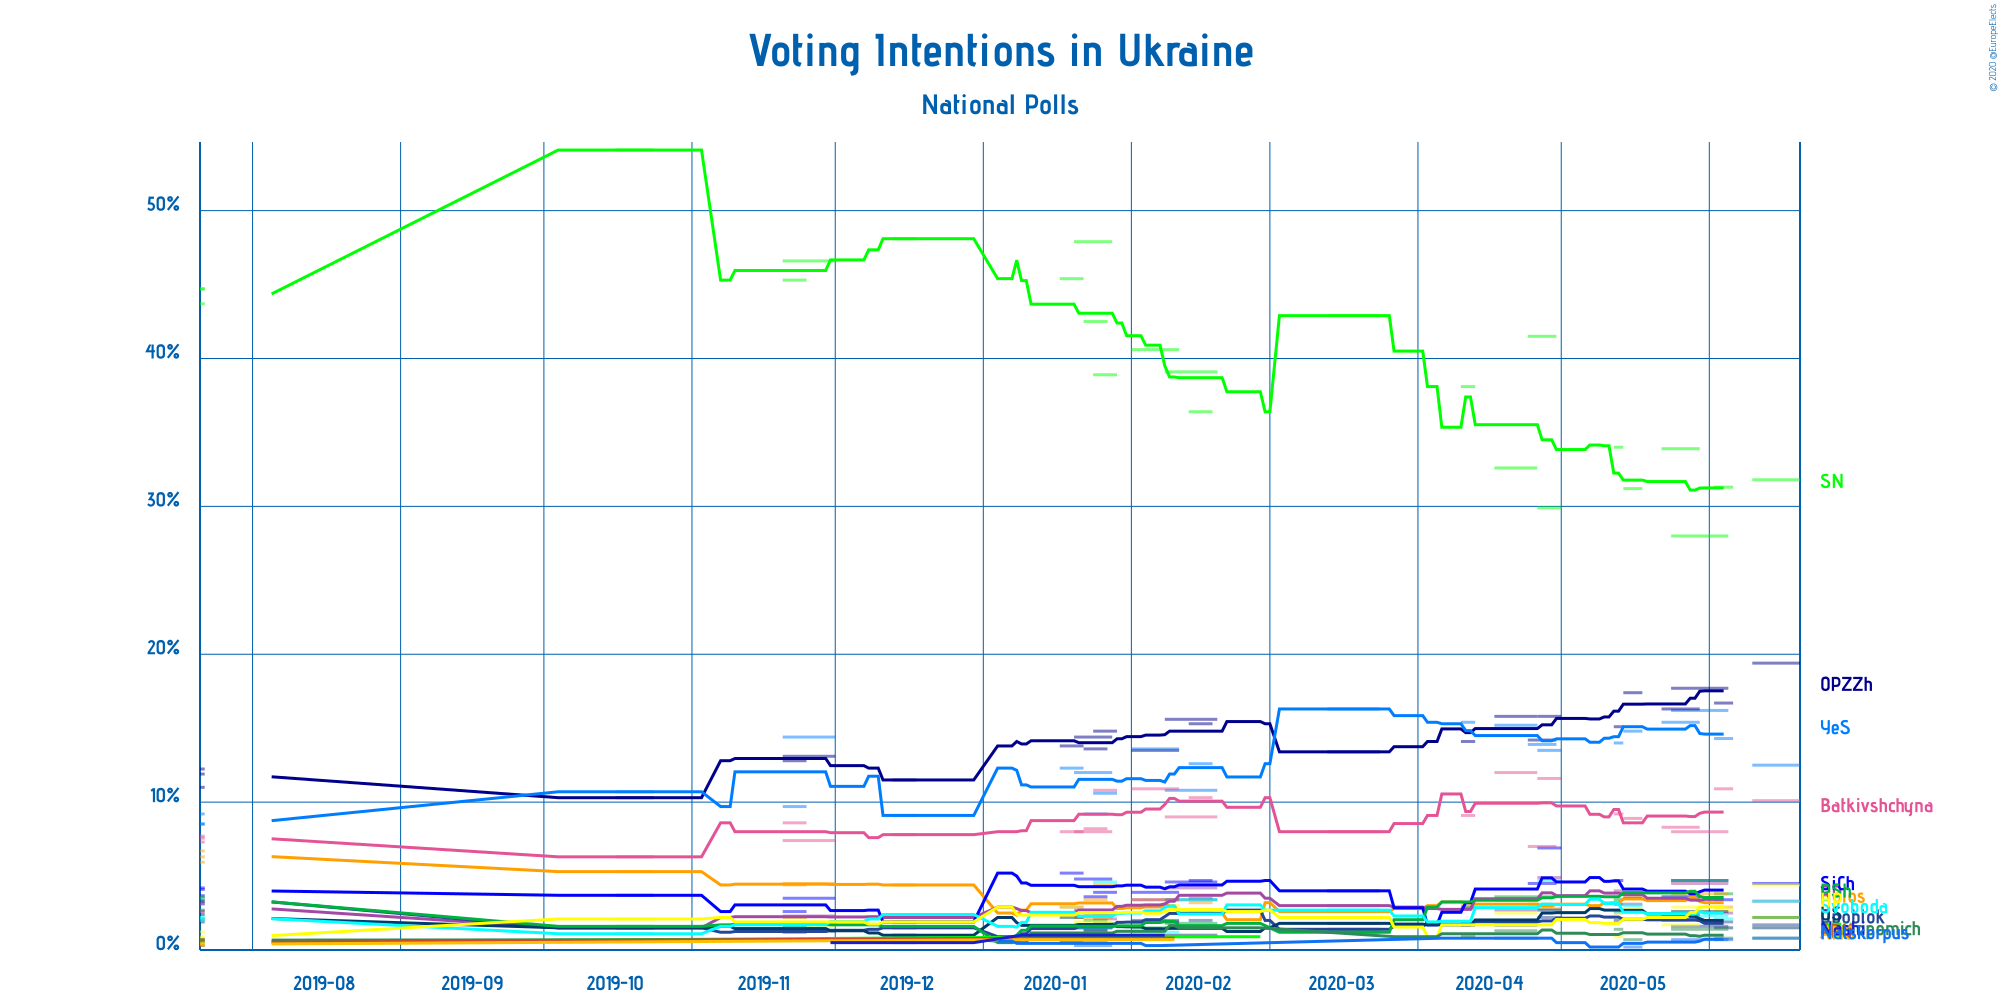 © 2020 @EuropeElects
Voting Intentions in Ukraine
National Polls
50%
40%
30%
20%
10%
0%
SN
OPZZh
YeS
Batkivshchyna
SiCh
Svoboda
2019-08
2019-09
2019-10
2019-11
2019-12
2020-01
2020-02
2020-03
2020-04
2020-05